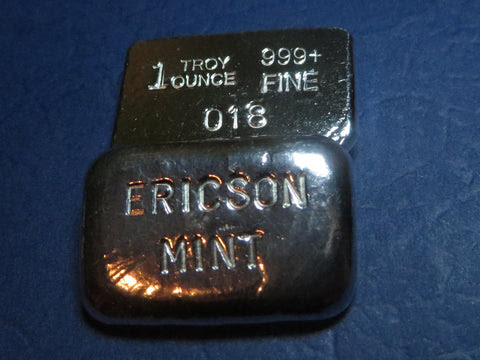 1 TROY OUNCE 999+ FINE
018
ERICSON
MINT